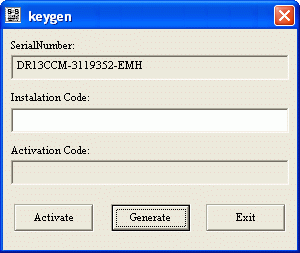 keygen
SerialNumber:
DR13CCM-3119352-EMH
Instalation Code:
Activation Code:
Activate Generate Exit